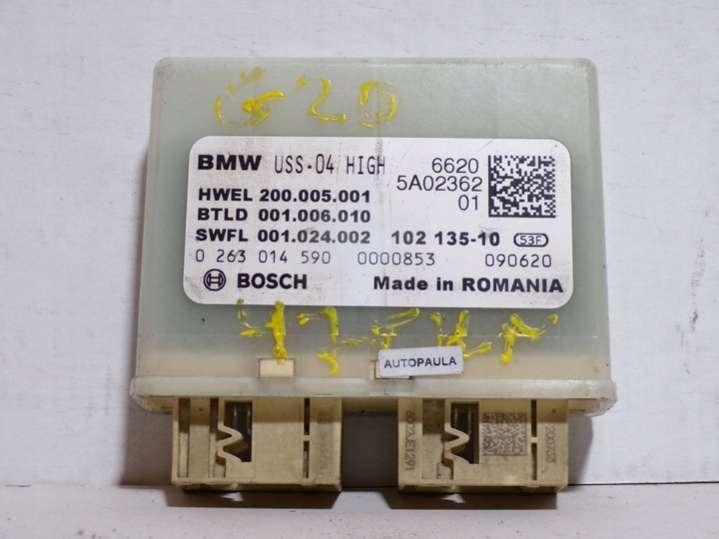 G20
BMW USS-04 HIGH 6620
5A02362
01
HWEL 200.005.001
BTLD 001.006.010
SWFL 001.024.002 102 135-10 53F
0 263 014 590 0000853 090620
BOSCH Made in ROMANIA
AUTOPAULA